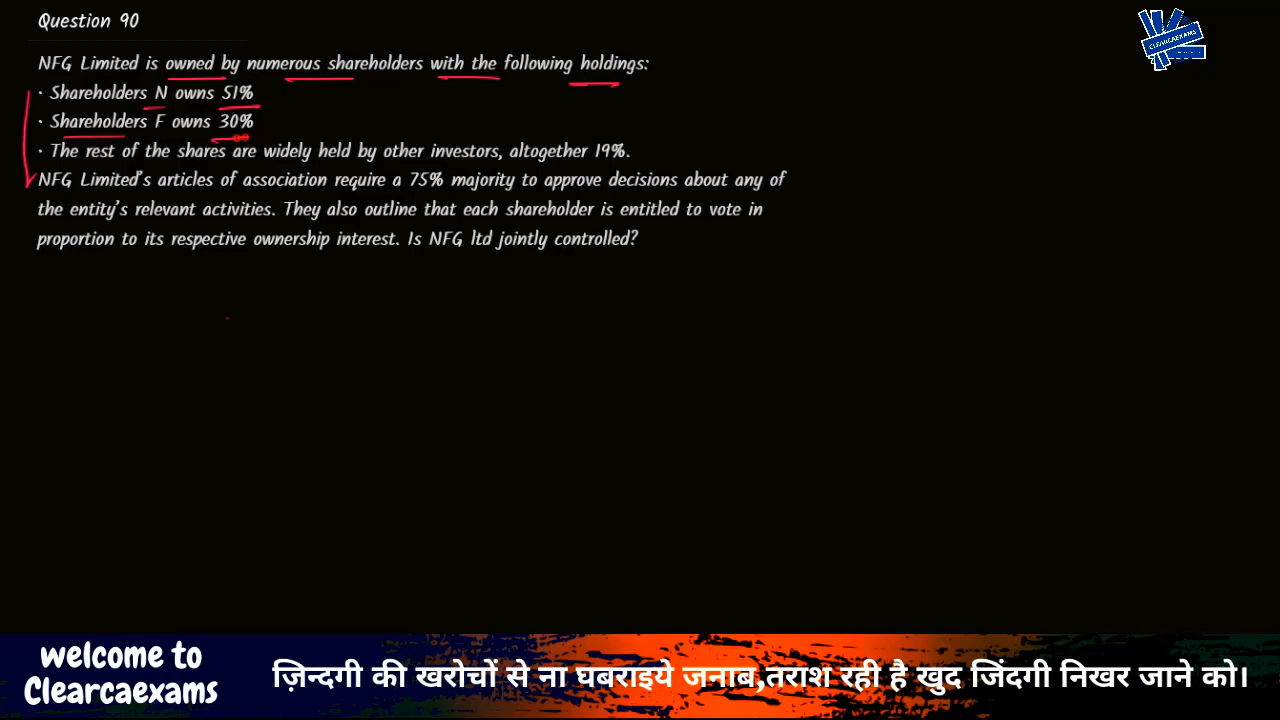 Question 90
NFG Limited is owned by numerous shareholders with the following holdings:
· Shareholders N owns 51%
· Shareholders F owns 30%
· The rest of the shares are widely held by other investors, altogether 19%.
NFG Limited's articles of association require a 75% majority to approve decisions about any of
the entity's relevant activities. They also outline that each shareholder is entitled to vote in
proportion to its respective ownership interest. Is NFG ltd jointly controlled?
CLEARCAEXAMS
welcome to
Clearcaexams
ज़िन्दगी की खरोचों से ना घबराइये जनाब,तराश रही है खुद जिंदगी निखर जाने को।